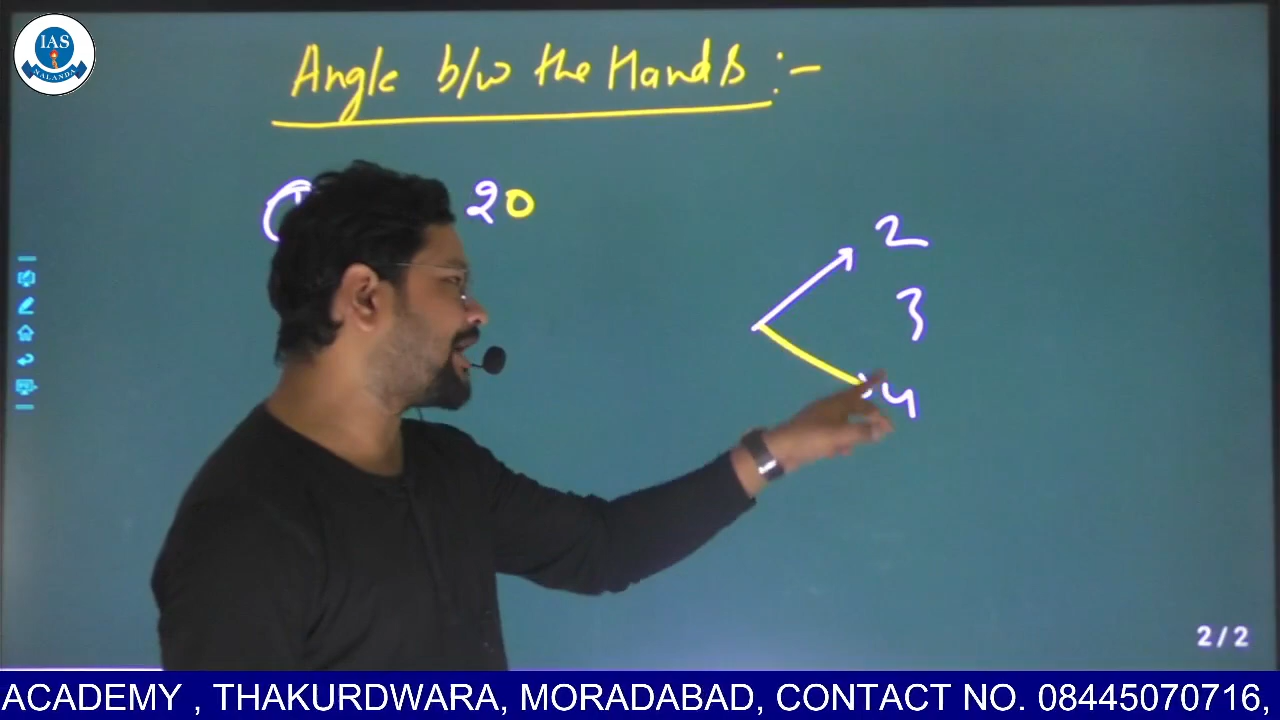 IAS
NALANDA
Angle b/w the Hands :-
20
2
3
4
2/2
ACADEMY , THAKURDWARA, MORADABAD, CONTACT NO. 08445070716,